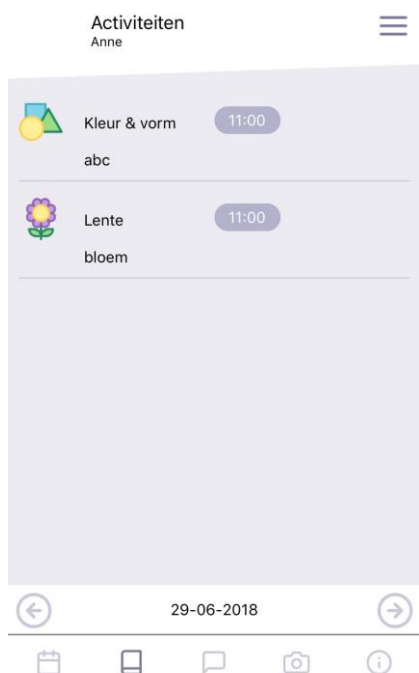 Activiteiten
Anne
Kleur & vorm 11:00
abc
Lente 11:00
bloem
29-06-2018